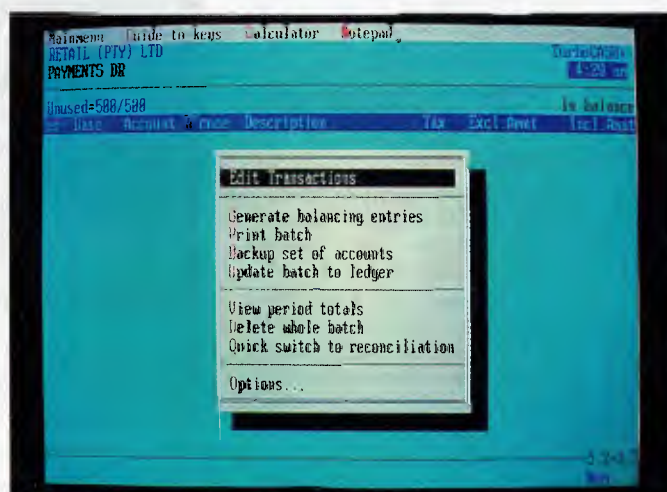 Mainmenu Guide to keys Calculator Notepad
RETAIL (PTY) LTD TurboCASH
PAYMENTS DR
Unused=500/500 In balance
Date Account Description Tax Excl Amnt Incl Amnt
Edit Transactions
Generate balancing entries
Print batch
Backup set of accounts
Update batch to ledger
View period totals
Delete whole batch
Quick switch to reconciliation
Options...